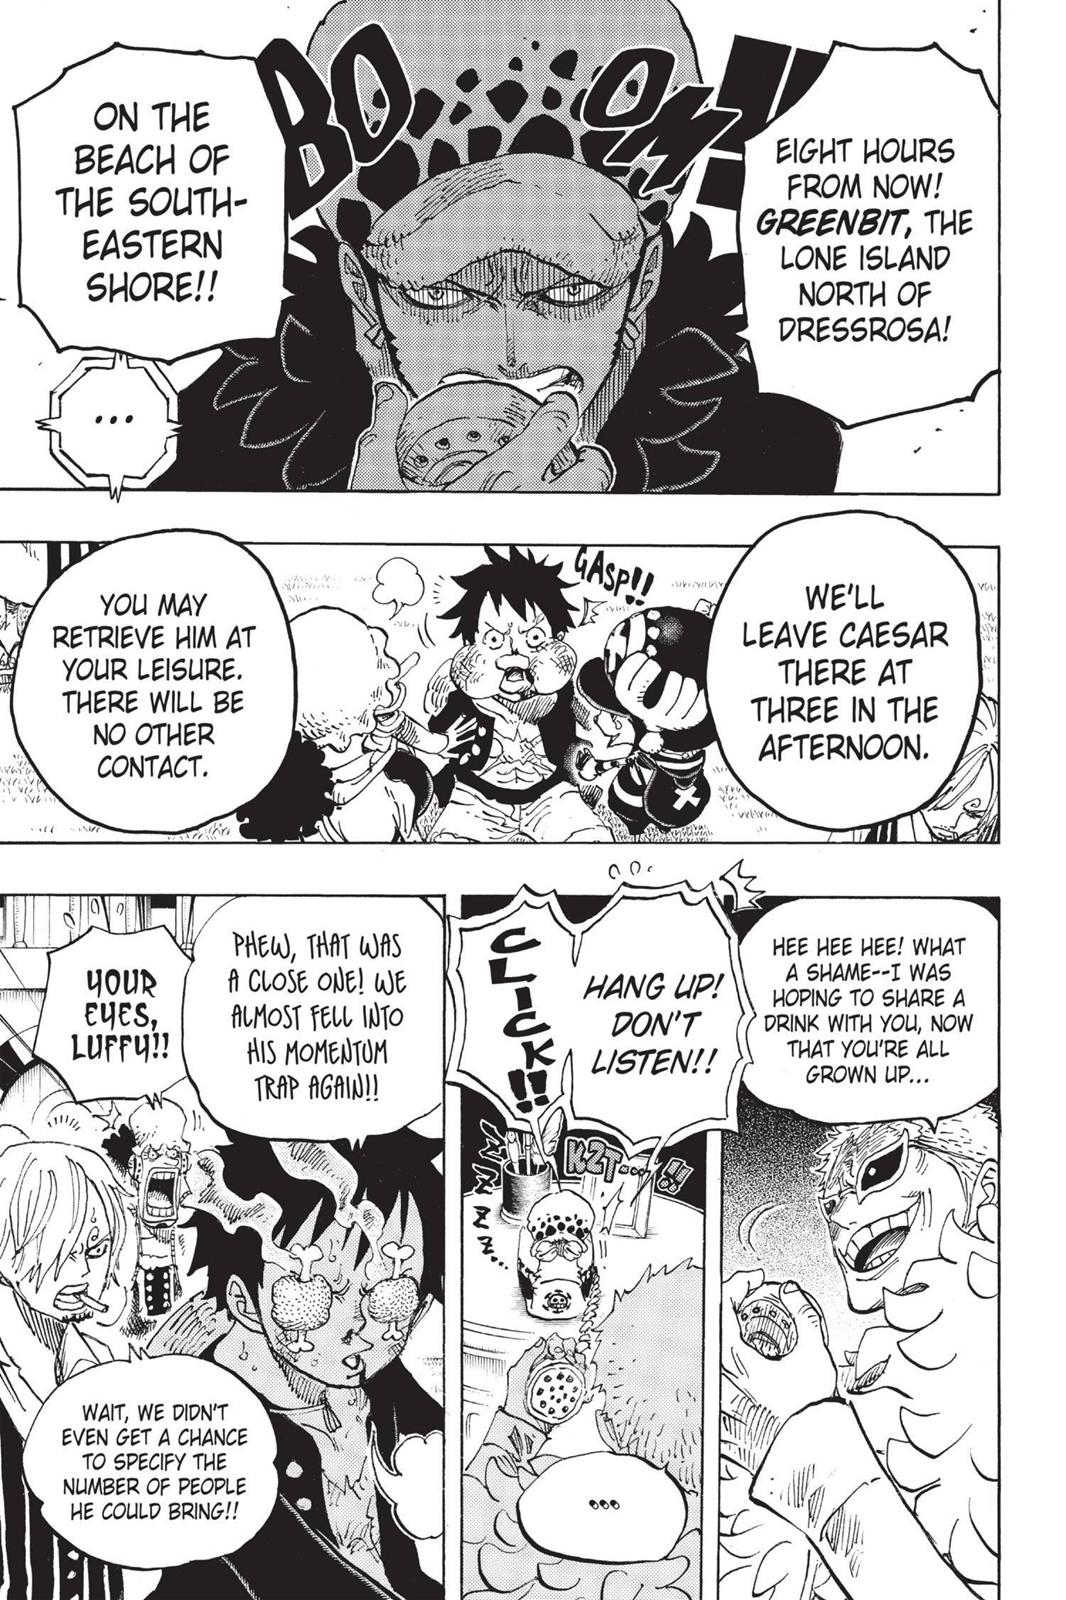 BOOM!!
EIGHT HOURS
FROM NOW!
GREENBIT, THE
LONE ISLAND
NORTH OF
DRESSROSA!
ON THE
BEACH OF
THE SOUTH-
EASTERN
SHORE!!
...
WE'LL
LEAVE CAESAR
THERE AT
THREE IN THE
AFTERNOON.
GASP!!
YOU MAY
RETRIEVE HIM AT
YOUR LEISURE.
THERE WILL BE
NO OTHER
CONTACT.
HEE HEE HEE! WHAT
A SHAME--I WAS
HOPING TO SHARE A
DRINK WITH YOU, NOW
THAT YOU'RE ALL
GROWN UP...
HANG UP!
DON'T
LISTEN!!
CLICK!!
KZT...!!
ZZZZZ...
...
PHEW, THAT WAS
A CLOSE ONE! WE
ALMOST FELL INTO
HIS MOMENTUM
TRAP AGAIN!!
YOUR
EYES,
LUFFY!!
WAIT, WE DIDN'T
EVEN GET A CHANCE
TO SPECIFY THE
NUMBER OF PEOPLE
HE COULD BRING!!